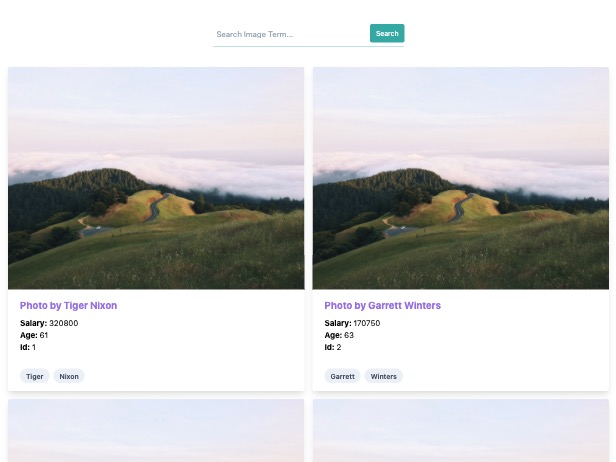 Search Image Term...
Search
Photo by Tiger Nixon
Salary: 320800
Age: 61
Id: 1
Tiger
Nixon
Photo by Garrett Winters
Salary: 170750
Age: 63
Id: 2
Garrett
Winters